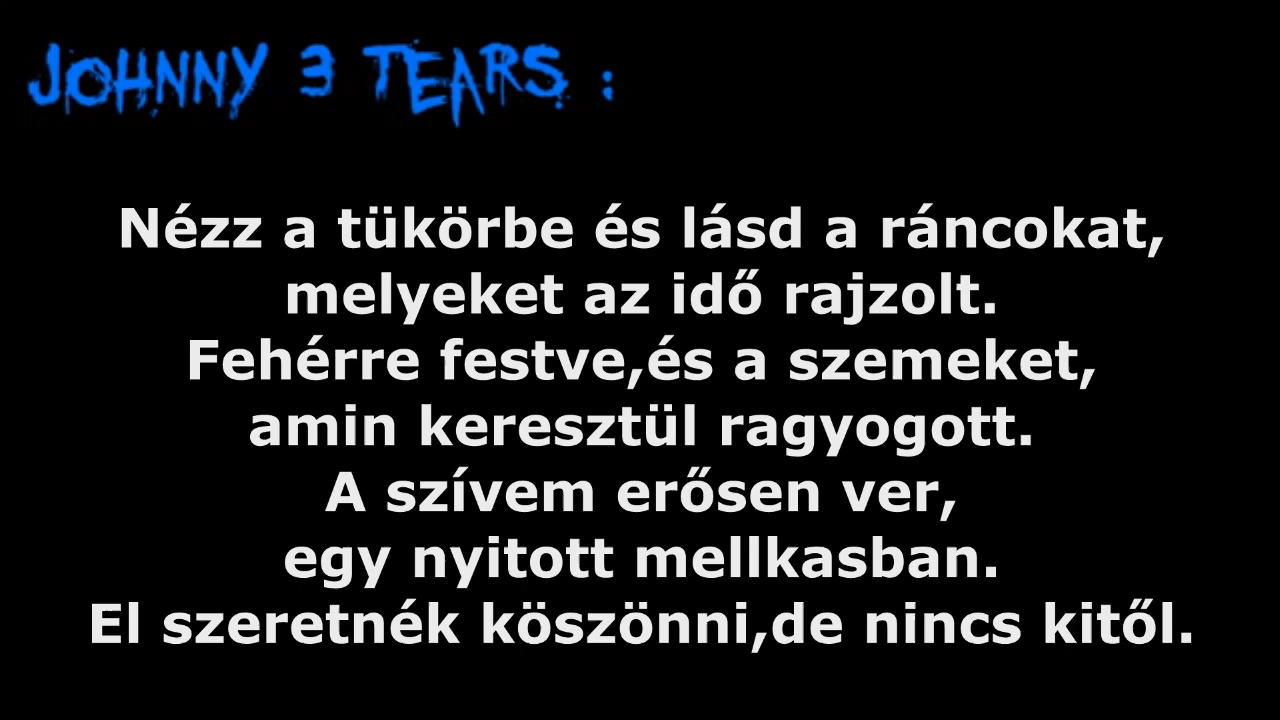 JOHNNY 3 TEARS :
Nézz a tükörbe és lásd a ráncokat,
melyeket az idő rajzolt.
Fehérre festve,és a szemeket,
amin keresztül ragyogott.
A szívem erősen ver,
egy nyitott mellkasban.
El szeretnék köszönni,de nincs kitől.